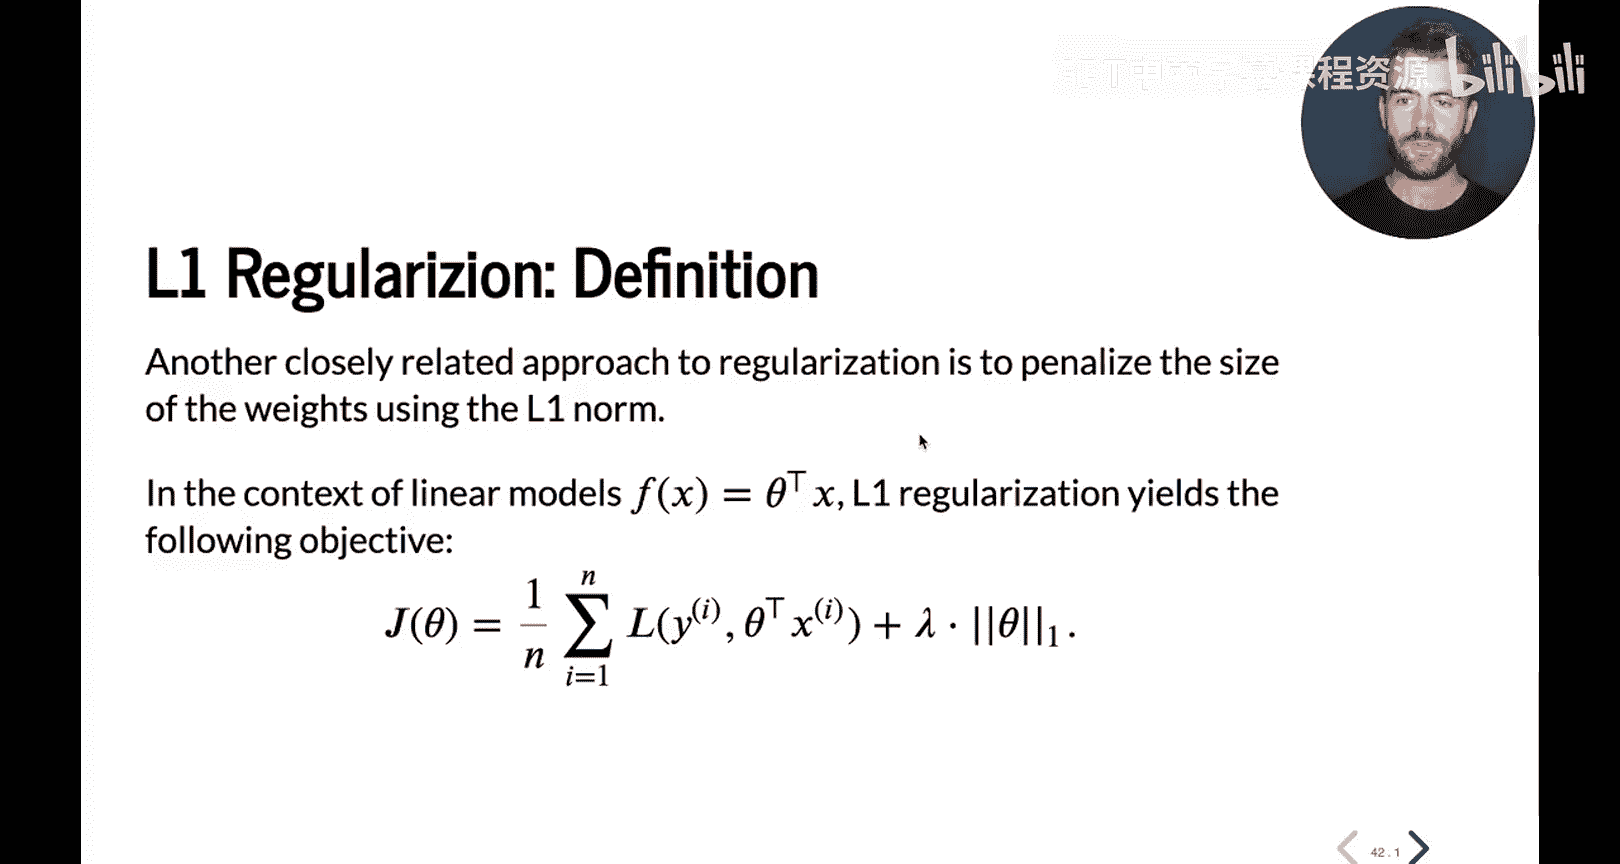 课程资源 bilibili
L1 Regularizion: Definition
Another closely related approach to regularization is to penalize the size
of the weights using the L1 norm.
In the context of linear models f(x) = θ⊤ x, L1 regularization yields the
following objective:
J(θ) = 1/n ∑_{i=1}^{n} L(y^{(i)}, θ⊤ x^{(i)}) + λ · ||θ||₁.
42.1